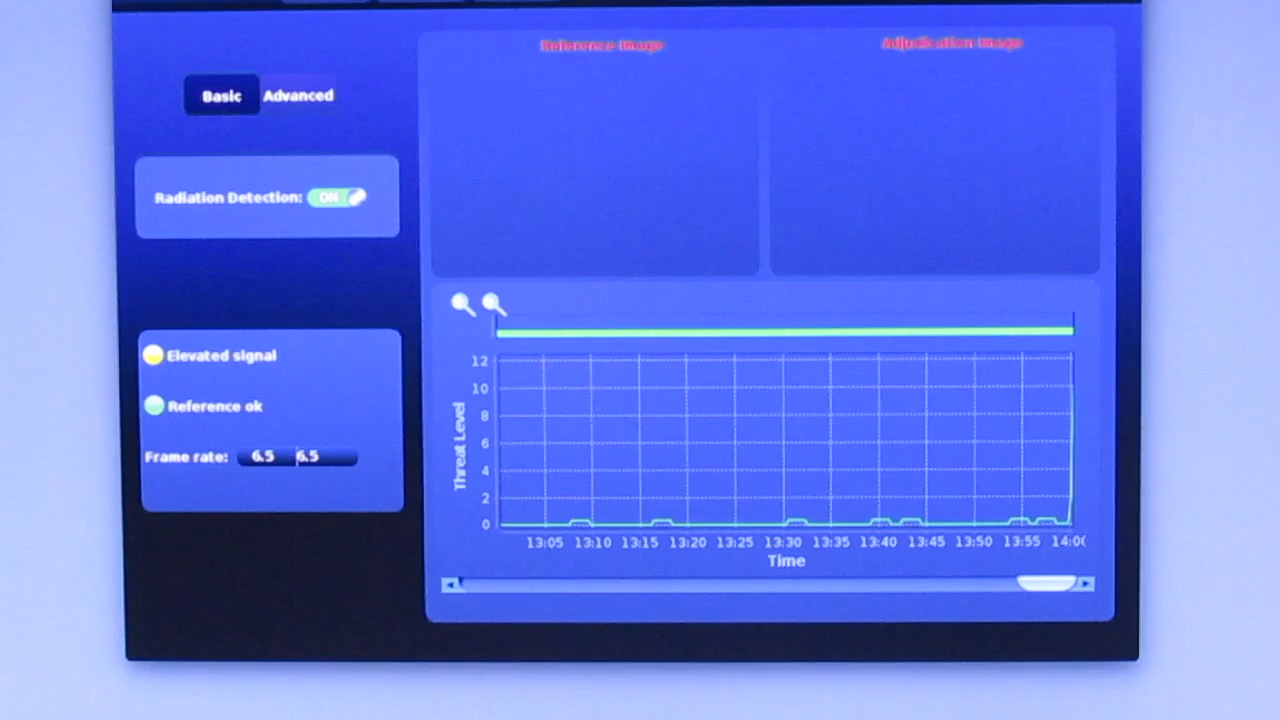 Reference Image
Adjudication Image
Basic Advanced
Radiation Detection: ON
Elevated signal
Reference ok
Frame rate: 6.5 6.5
12
10
8
6
4
2
0
Threat Level
13:05 13:10 13:15 13:20 13:25 13:30 13:35 13:40 13:45 13:50 13:55 14:0(
Time